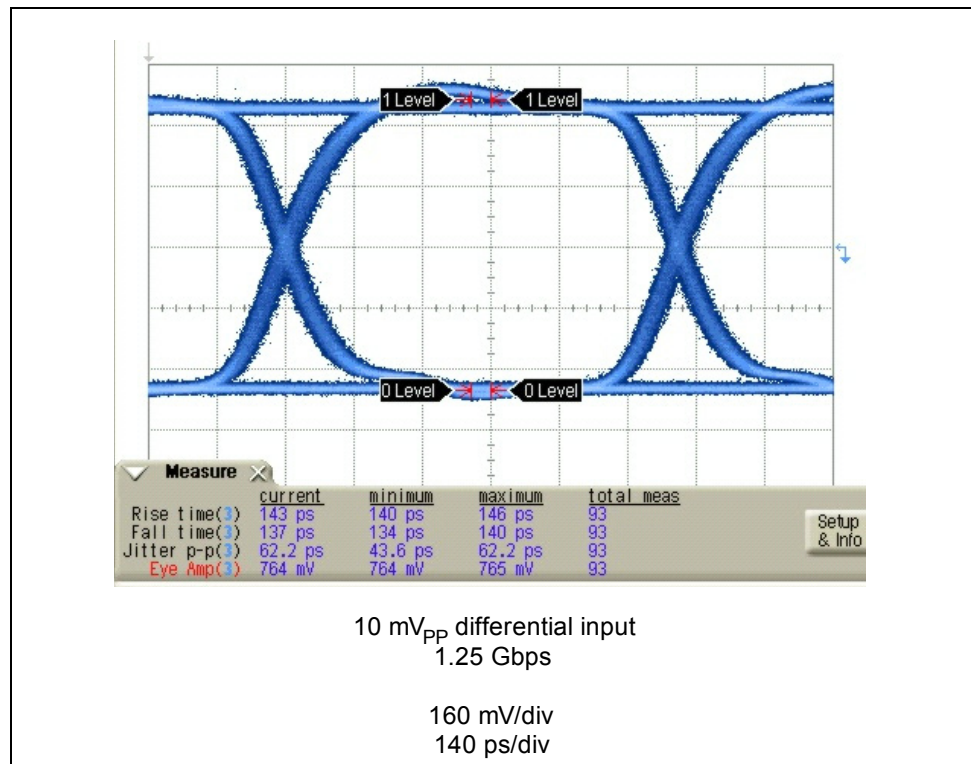 1 Level 1 Level
0 Level 0 Level
Measure
current minimum maximum total meas
Rise time(3) 143 ps 140 ps 146 ps 93
Fall time(3) 137 ps 134 ps 140 ps 93
Jitter p-p(3) 62.2 ps 43.6 ps 62.2 ps 93
Eye Amp(3) 764 mV 764 mV 765 mV 93
Setup
& Info
10 mVPP differential input
1.25 Gbps
160 mV/div
140 ps/div